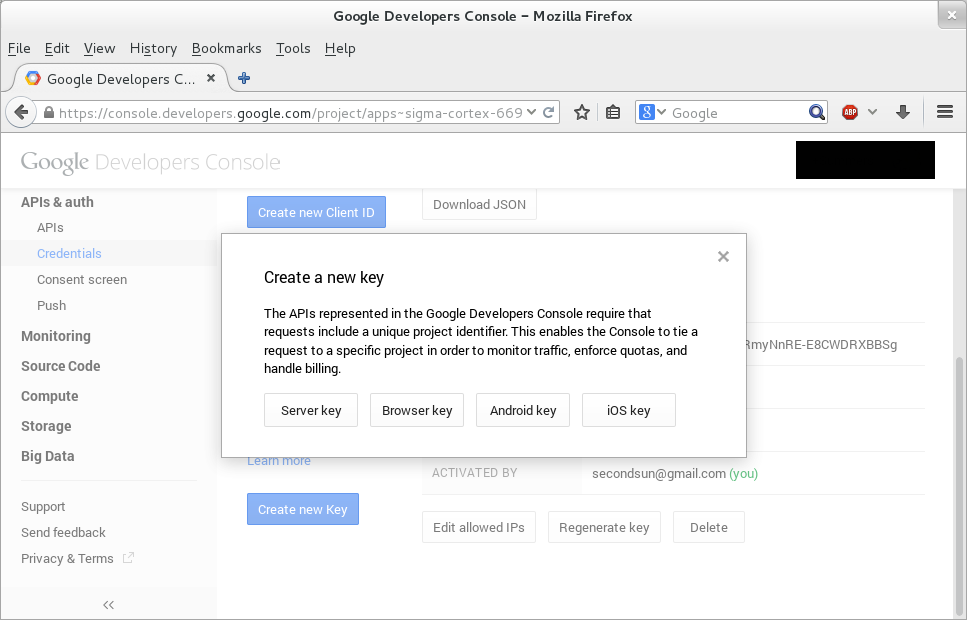 Google Developers Console – Mozilla Firefox
File Edit View History Bookmarks Tools Help
Google Developers C...
https://console.developers.google.com/project/apps~sigma-cortex-669
Google
ABP
Google Developers Console
APIs & auth
APIs
Credentials
Consent screen
Push
Monitoring
Source Code
Compute
Storage
Big Data
Support
Send feedback
Privacy & Terms
Create new Client ID
Download JSON
Create a new key
The APIs represented in the Google Developers Console require that
requests include a unique project identifier. This enables the Console to tie a
request to a specific project in order to monitor traffic, enforce quotas, and
handle billing.
Server key Browser key Android key iOS key
RmyNnRE-E8CWDRXBBSg
Learn more
ACTIVATED BY secondsun@gmail.com (you)
Create new Key
Edit allowed IPs Regenerate key Delete